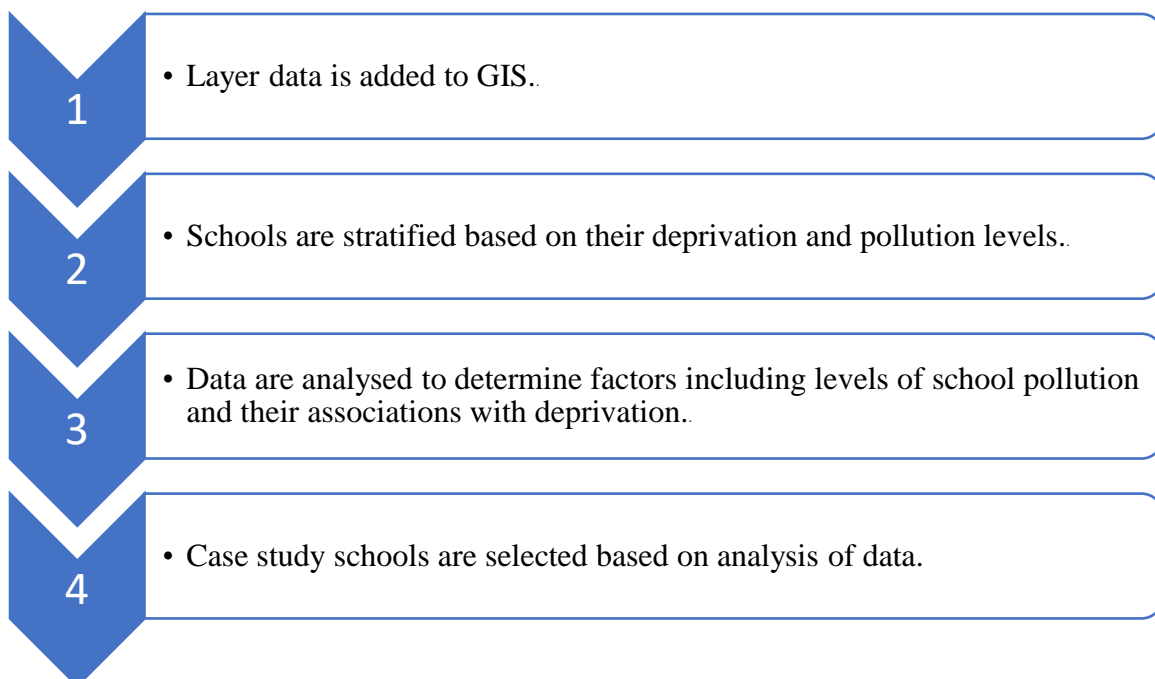 1
• Layer data is added to GIS..
2
• Schools are stratified based on their deprivation and pollution levels..
3
• Data are analysed to determine factors including levels of school pollution
and their associations with deprivation..
4
• Case study schools are selected based on analysis of data.